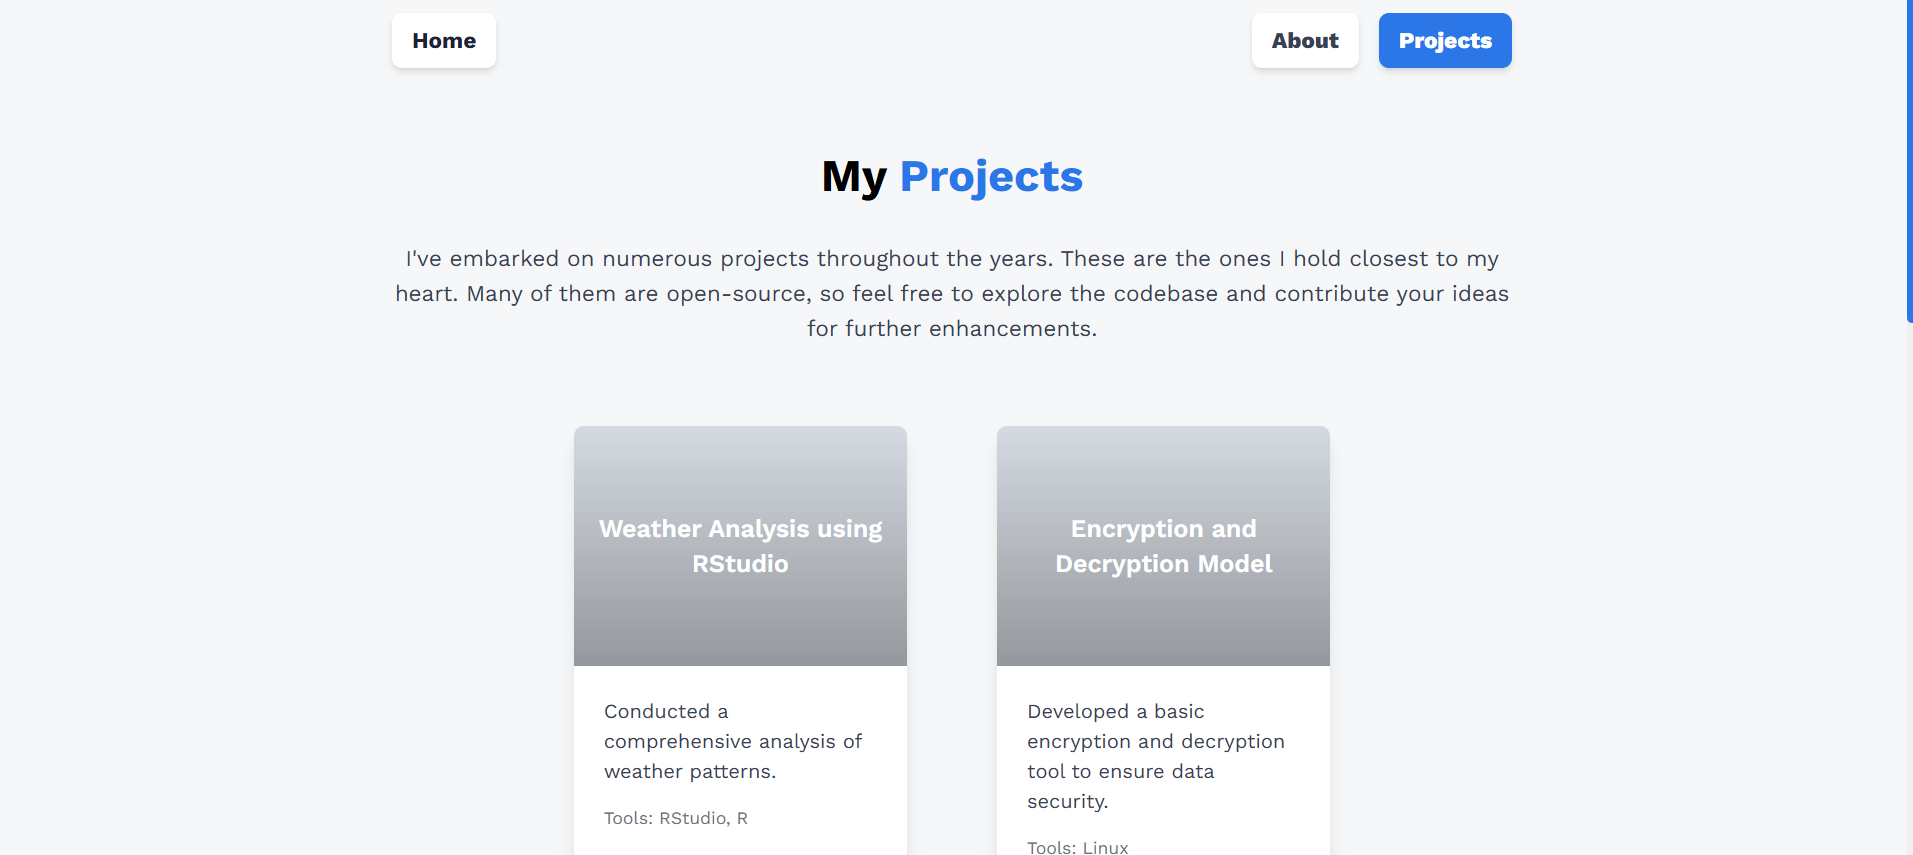 Home
About
Projects
My Projects
I've embarked on numerous projects throughout the years. These are the ones I hold closest to my
heart. Many of them are open-source, so feel free to explore the codebase and contribute your ideas
for further enhancements.
Weather Analysis using
RStudio
Conducted a
comprehensive analysis of
weather patterns.
Tools: RStudio, R
Encryption and
Decryption Model
Developed a basic
encryption and decryption
tool to ensure data
security.
Tools: Linux